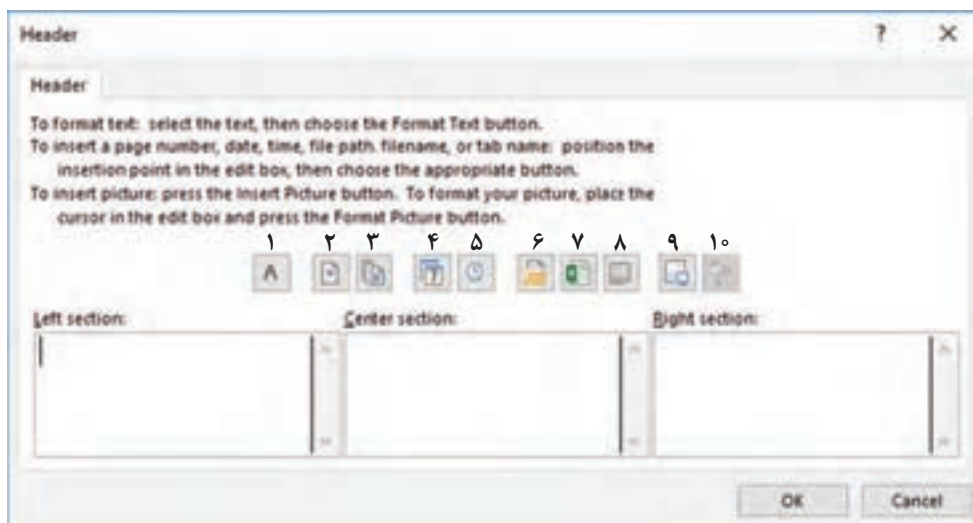 Header ? ×
Header
To format text: select the text, then choose the Format Text button.
To insert a page number, date, time, file path, filename, or tab name: position the
insertion point in the edit box, then choose the appropriate button.
To insert picture: press the Insert Picture button. To format your picture, place the
cursor in the edit box and press the Format Picture button.
۱ ۲ ۳ ۴ ۵ ۶ ۷ ۸ ۹ ۱۰
A
Left section: Center section: Right section:
OK Cancel